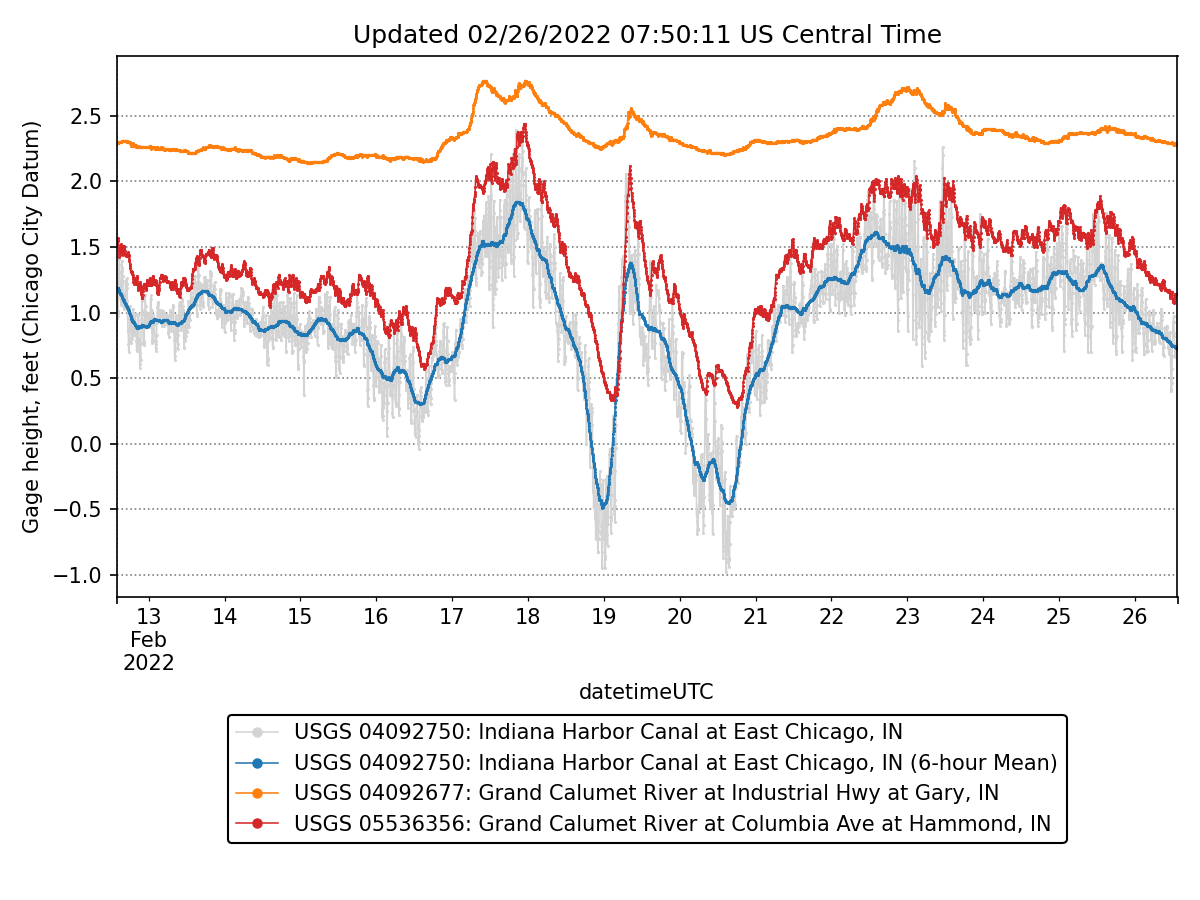 Updated 02/26/2022 07:50:11 US Central Time
Gage height, feet (Chicago City Datum)
2.5
2.0
1.5
1.0
0.5
0.0
−0.5
−1.0
13 14 15 16 17 18 19 20 21 22 23 24 25 26
Feb
2022
datetimeUTC
USGS 04092750: Indiana Harbor Canal at East Chicago, IN
USGS 04092750: Indiana Harbor Canal at East Chicago, IN (6-hour Mean)
USGS 04092677: Grand Calumet River at Industrial Hwy at Gary, IN
USGS 05536356: Grand Calumet River at Columbia Ave at Hammond, IN